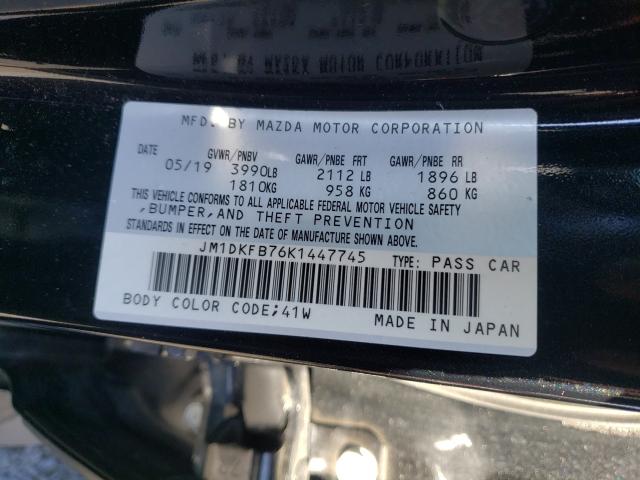 MFD. BY MAZDA MOTOR CORPORATION
DATE GVWR/PNBV GAWR/PNBE FRT GAWR/PNBE RR
05/19 3990LB 2112 LB 1896 LB
1810KG 958 KG 860 KG
THIS VEHICLE CONFORMS TO ALL APPLICABLE FEDERAL MOTOR VEHICLE SAFETY
,BUMPER,AND THEFT PREVENTION
STANDARDS IN EFFECT ON THE DATE OF MANUFACTURE SHOWN ABOVE.
JM1DKFB76K1447745 TYPE: PASS CAR
BODY COLOR CODE;41W MADE IN JAPAN